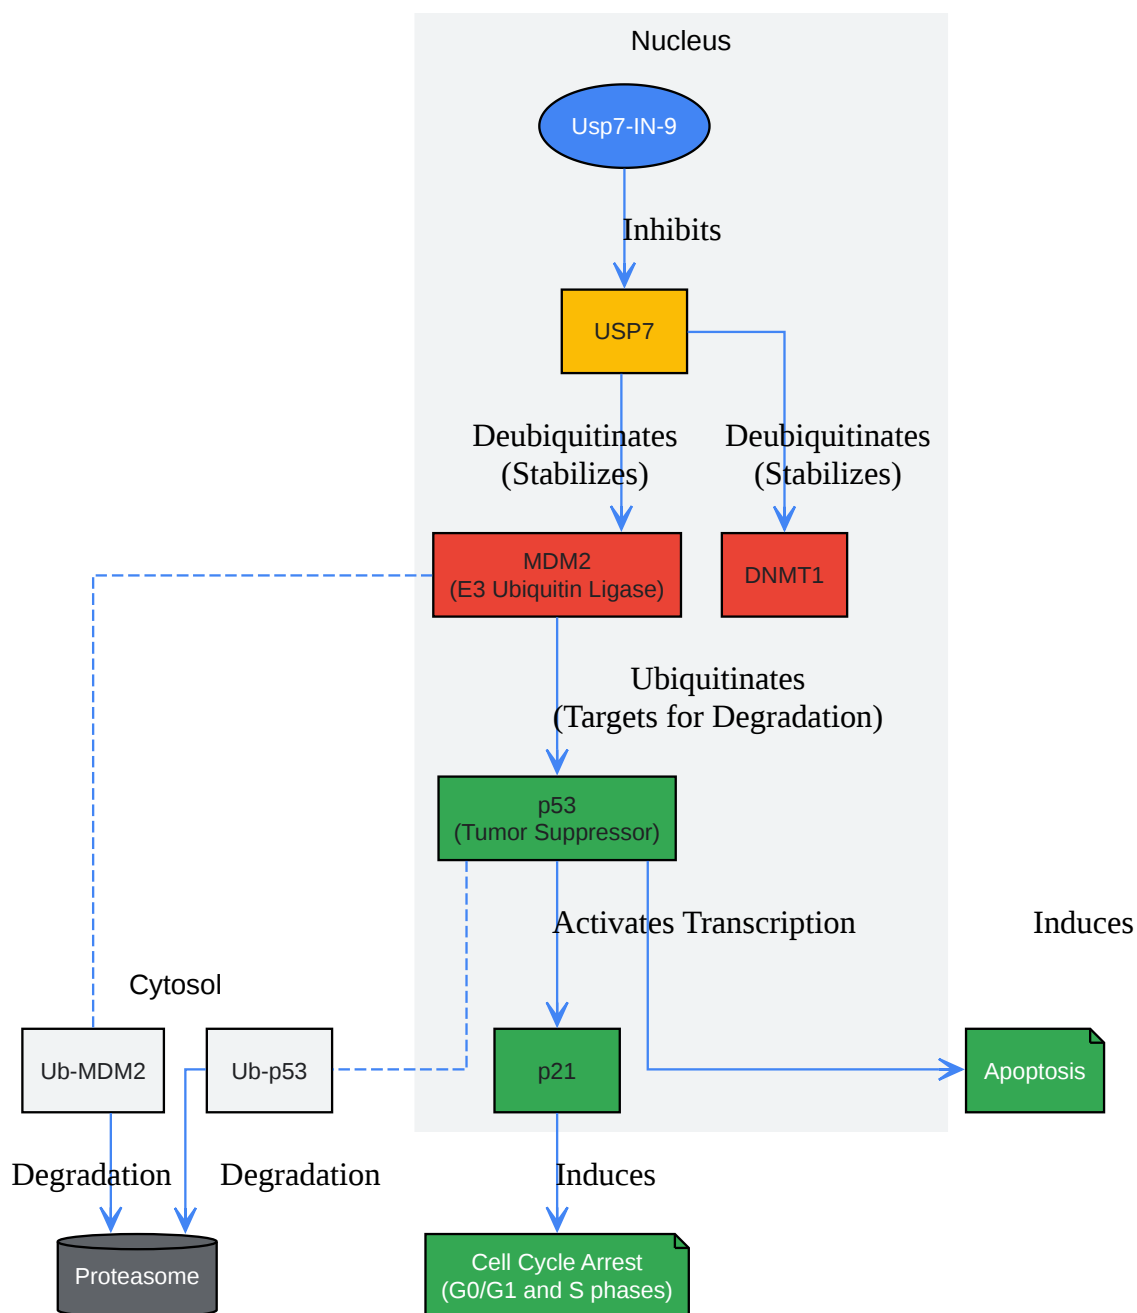 Nucleus
Usp7-IN-9
Inhibits
USP7
Deubiquitinates
(Stabilizes)
Deubiquitinates
(Stabilizes)
MDM2
(E3 Ubiquitin Ligase)
DNMT1
Ubiquitinates
(Targets for Degradation)
p53
(Tumor Suppressor)
Activates Transcription
Induces
Cytosol
Ub-MDM2
Ub-p53
p21
Apoptosis
Degradation
Degradation
Induces
Proteasome
Cell Cycle Arrest
(G0/G1 and S phases)